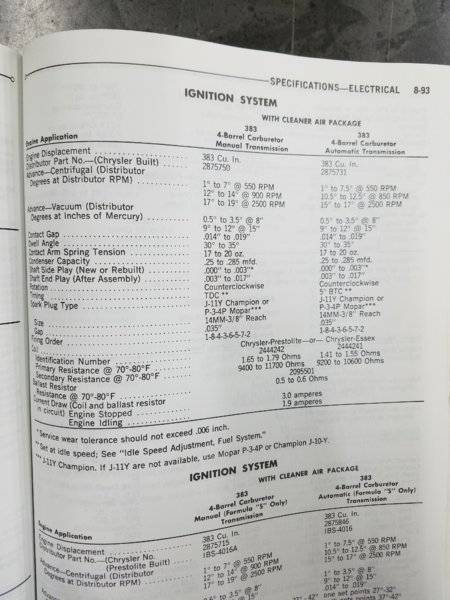 SPECIFICATIONS—ELECTRICAL 8-93
IGNITION SYSTEM
WITH CLEANER AIR PACKAGE
383 383
4-Barrel Carburetor 4-Barrel Carburetor
Engine Application Manual Transmission Automatic Transmission
Engine Displacement 383 Cu. In. 383 Cu. In.
Distributor Part No.—(Chrysler Built) 2875750 2875731
Advance—Centrifugal (Distributor
Degrees at Distributor RPM) 1° to 7° @ 550 RPM 1° to 7.5° @ 550 RPM
12° to 14° @ 900 RPM 10.5° to 12.5° @ 850 RPM
17° to 19° @ 2500 RPM 15° to 17° @ 2500 RPM
Advance—Vacuum (Distributor
Degrees at Inches of Mercury) 0.5° to 3.5° @ 8" 0.5° to 3.5° @ 8"
9° to 12° @ 15" 9° to 12° @ 15"
Contact Gap .014" to .019" .014" to .019"
Dwell Angle 30° to 35° 30° to 35°
Contact Arm Spring Tension 17 to 20 oz. 17 to 20 oz.
Condenser Capacity .25 to .285 mfd. .25 to .285 mfd.
Shaft Side Play (New or Rebuilt) .000" to .003"* .000" to .003"*
Shaft End Play (After Assembly) .003" to .017" .003" to .017"
Rotation Counterclockwise Counterclockwise
Timing TDC ** 5° BTC **
Spark Plug Type J-11Y Champion or J-11Y Champion or
P-3-4P Mopar*** P-3-4P Mopar***
Size 14MM-3/8" Reach 14MM-3/8" Reach
Gap .035" .035"
Firing Order 1-8-4-3-6-5-7-2 1-8-4-3-6-5-7-2
Coil Chrysler-Prestolite—or— Chrysler-Essex
Identification Number 2444242 2444241
Primary Resistance @ 70°-80°F 1.65 to 1.79 Ohms 1.41 to 1.55 Ohms
Secondary Resistance @ 70°-80°F 9400 to 11700 Ohms 9200 to 10600 Ohms
Ballast Resistor 2095501
Resistance @ 70°-80°F 0.5 to 0.6 Ohms
Current Draw (Coil and ballast resistor
in circuit) Engine Stopped 3.0 amperes
Engine Idling 1.9 amperes
*Service wear tolerance should not exceed .006 inch.
**Set at idle speed; See "Idle Speed Adjustment, Fuel System."
***J-11Y Champion. If J-11Y are not available, use Mopar P-3-4P or Champion J-10-Y.
IGNITION SYSTEM
WITH CLEANER AIR PACKAGE
383 383
4-Barrel Carburetor 4-Barrel Carburetor
Manual (Formula "S" Only) Automatic (Formula "S" Only)
Engine Application Transmission Transmission
Engine Displacement 383 Cu. In. 383 Cu. In.
Distributor Part No.—(Chrysler No. 2875715 2875846
(Prestolite Built) IBS-4016A IBS-4016
Advance—Centrifugal (Distributor
Degrees at Distributor RPM) 1° to 7° @ 550 RPM 1° to 7.5° @ 550 RPM
12° to 14° @ 900 RPM 10.5° to 12.5° @ 850 RPM
17° to 19° @ 2500 RPM 15° to 17° @ 2500 RPM
1° to 3.5° @ 8"
9° to 12° @ 15"
.014" to .019"
one set points 27°-32°